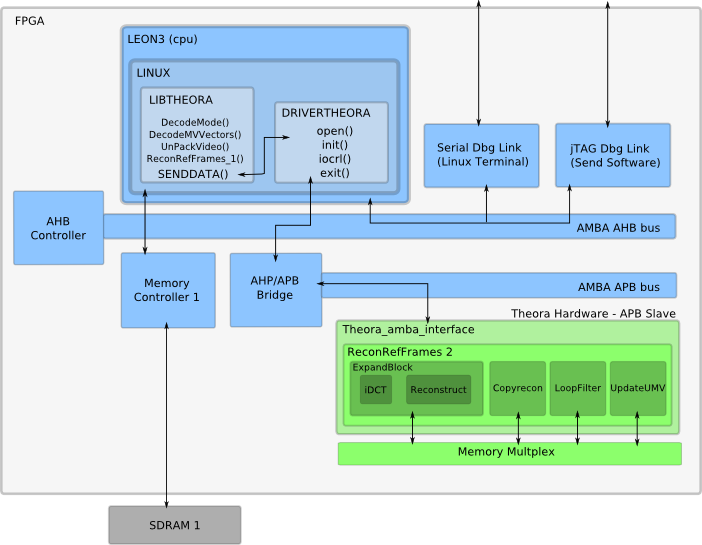 FPGA
LEON3 (cpu)
LINUX
LIBTHEORA
DecodeMode()
DecodeMVVectors()
UnPackVideo()
ReconRefFrames_1()
SENDDATA()
DRIVERTHEORA
open()
init()
iocrl()
exit()
Serial Dbg Link
(Linux Terminal)
jTAG Dbg Link
(Send Software)
AHB
Controller
AMBA AHB bus
Memory
Controller 1
AHP/APB
Bridge
AMBA APB bus
Theora Hardware - APB Slave
Theora_amba_interface
ReconRefFrames 2
ExpandBlock
iDCT
Reconstruct
Copyrecon
LoopFilter
UpdateUMV
Memory Multplex
SDRAM 1